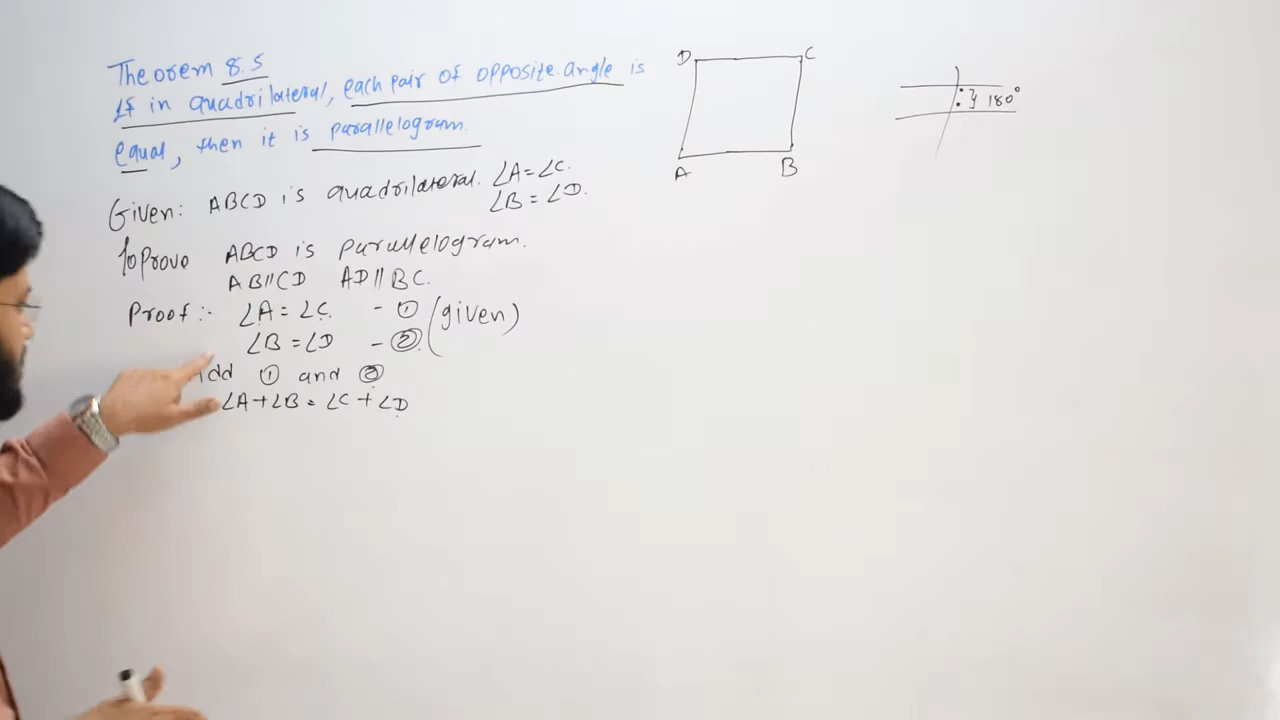 Theorem 8.5
If in quadrilateral, each pair of opposite angle is
equal, then it is parallelogram.
Given: ABCD is quadrilateral. ∠A=∠C.
∠B = ∠D.
To Prove ABCD is parallelogram.
AB||CD AD||BC.
Proof :- ∠A = ∠C. - ① (given)
∠B = ∠D - ②
Add ① and ②
∠A+∠B = ∠C + ∠D
D C
A B
} 180°